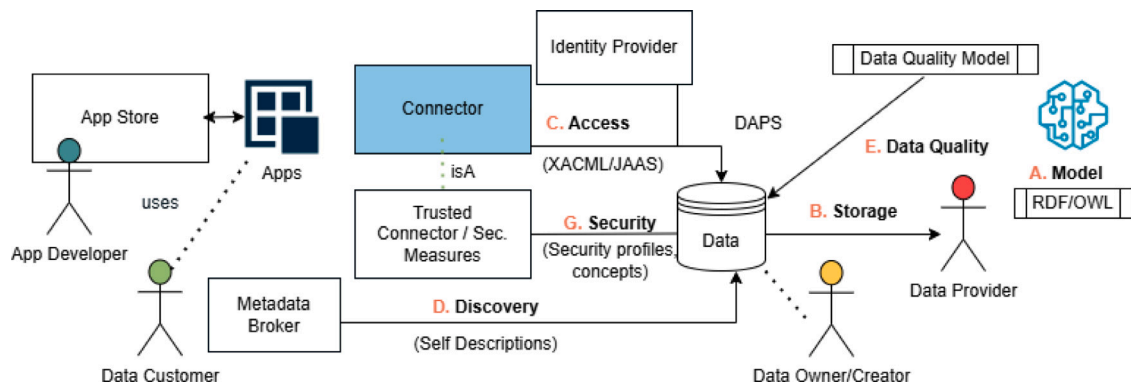 Identity Provider
Data Quality Model
App Store
Connector
C. Access
DAPS
E. Data Quality
Apps
(XACML/JAAS)
isA
A. Model
RDF/OWL
uses
Trusted
Connector / Sec.
Measures
G. Security
(Security profiles,
concepts)
Data
B. Storage
App Developer
Data Provider
Metadata
Broker
D. Discovery
(Self Descriptions)
Data Customer
Data Owner/Creator